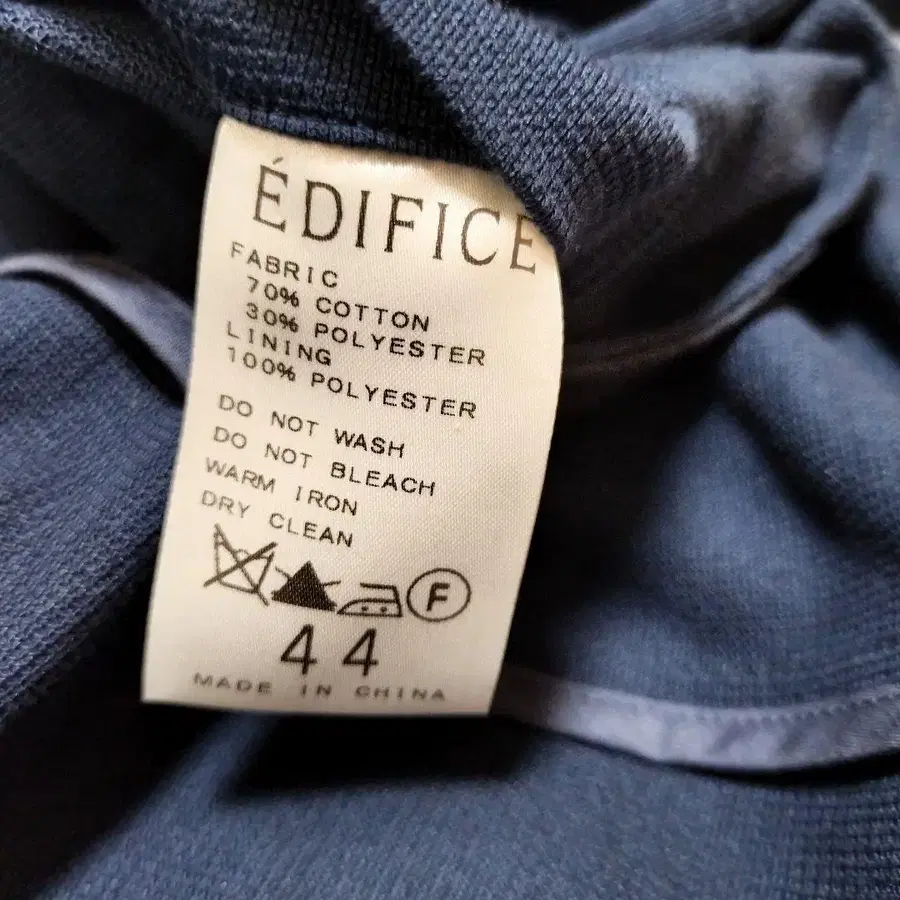 ÉDIFICE
FABRIC
70% COTTON
30% POLYESTER
LINING
100% POLYESTER
DO NOT WASH
DO NOT BLEACH
WARM IRON
DRY CLEAN
F
44
MADE IN CHINA